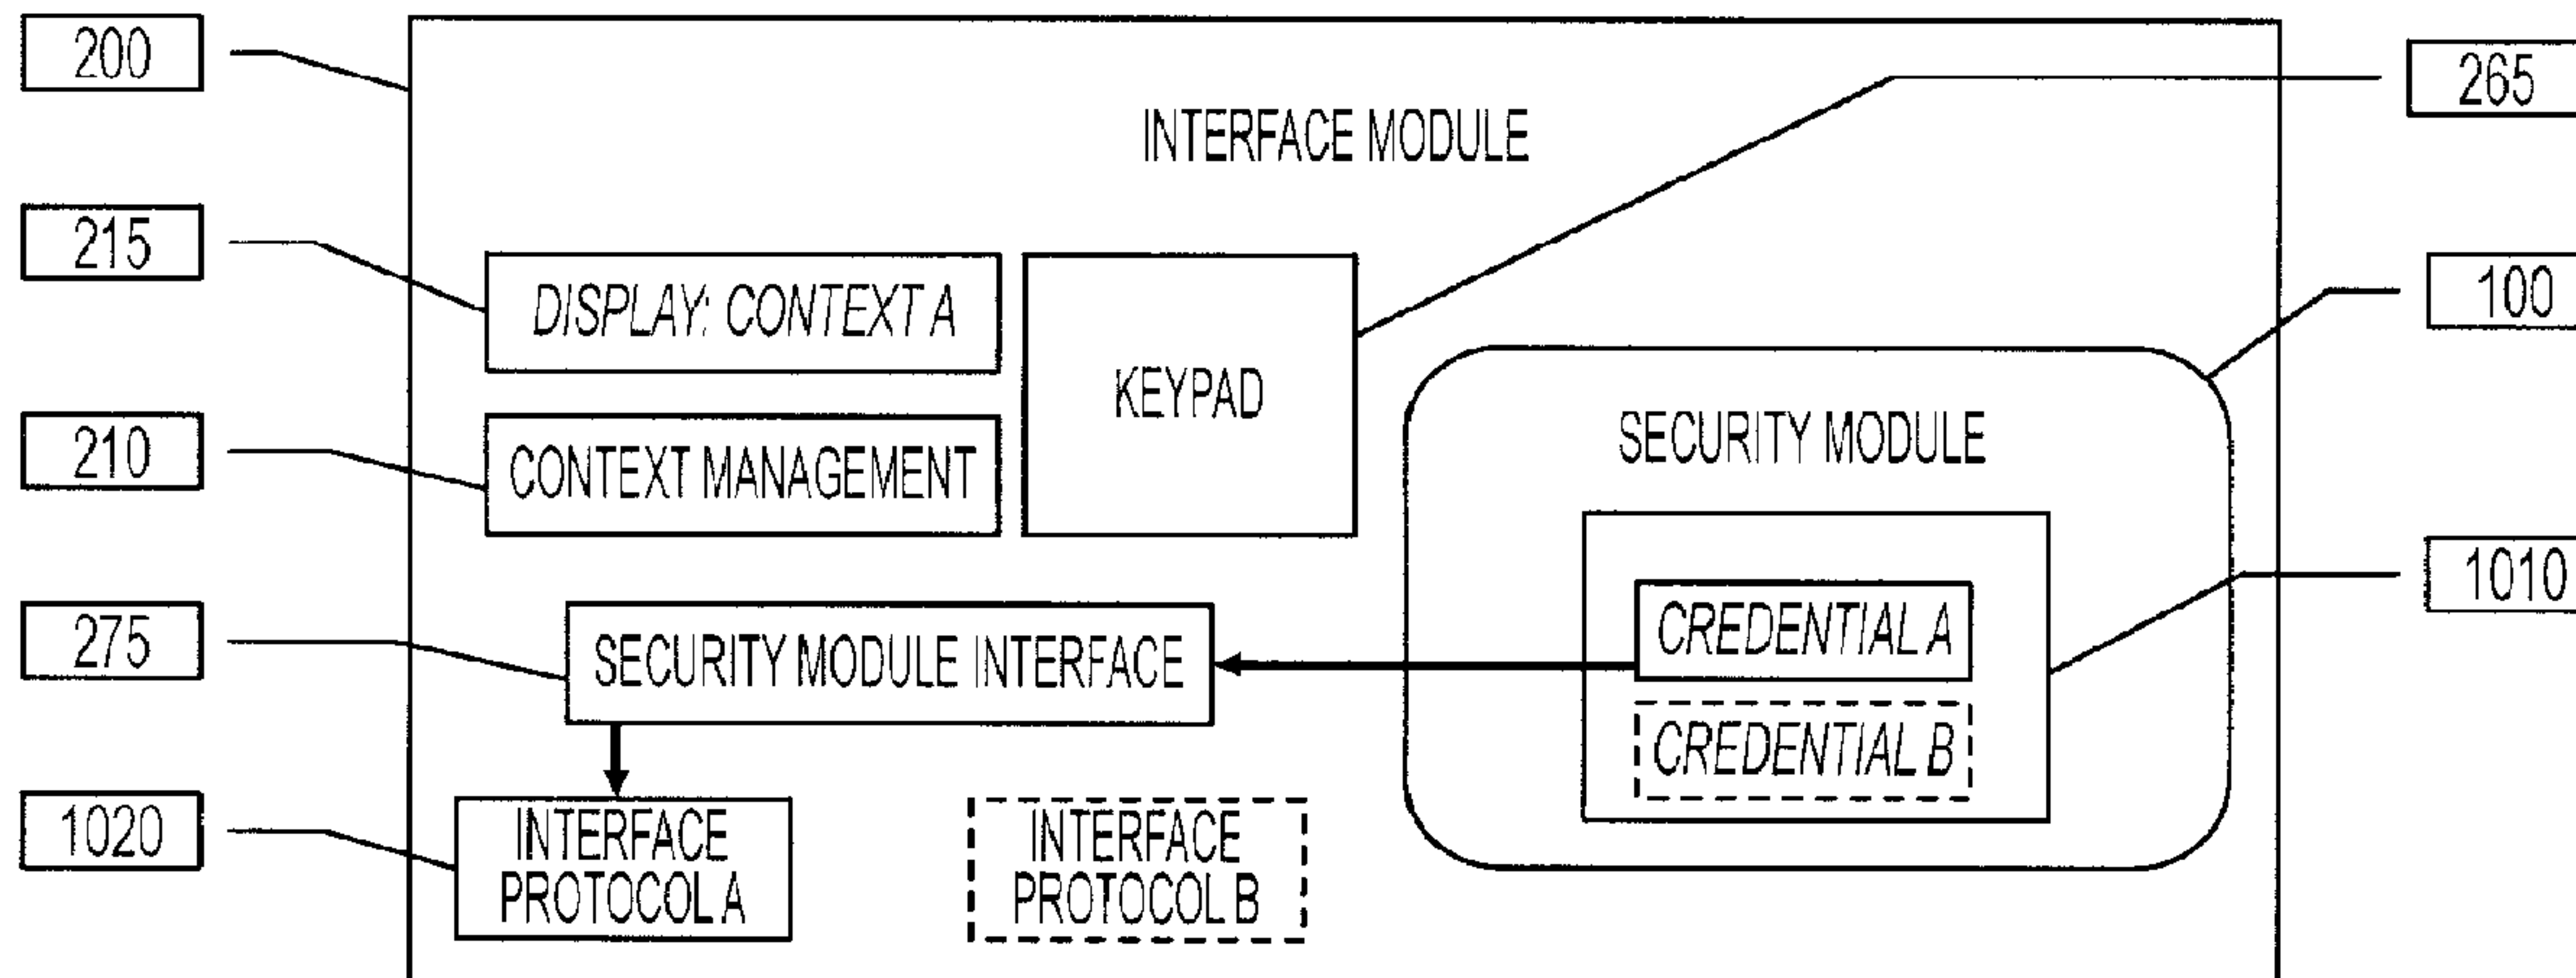 200
265
INTERFACE MODULE
215
100
DISPLAY: CONTEXT A
KEYPAD
210
SECURITY MODULE
CONTEXT MANAGEMENT
1010
275
CREDENTIAL A
SECURITY MODULE INTERFACE
CREDENTIAL B
1020
INTERFACE
PROTOCOL A
INTERFACE
PROTOCOL B